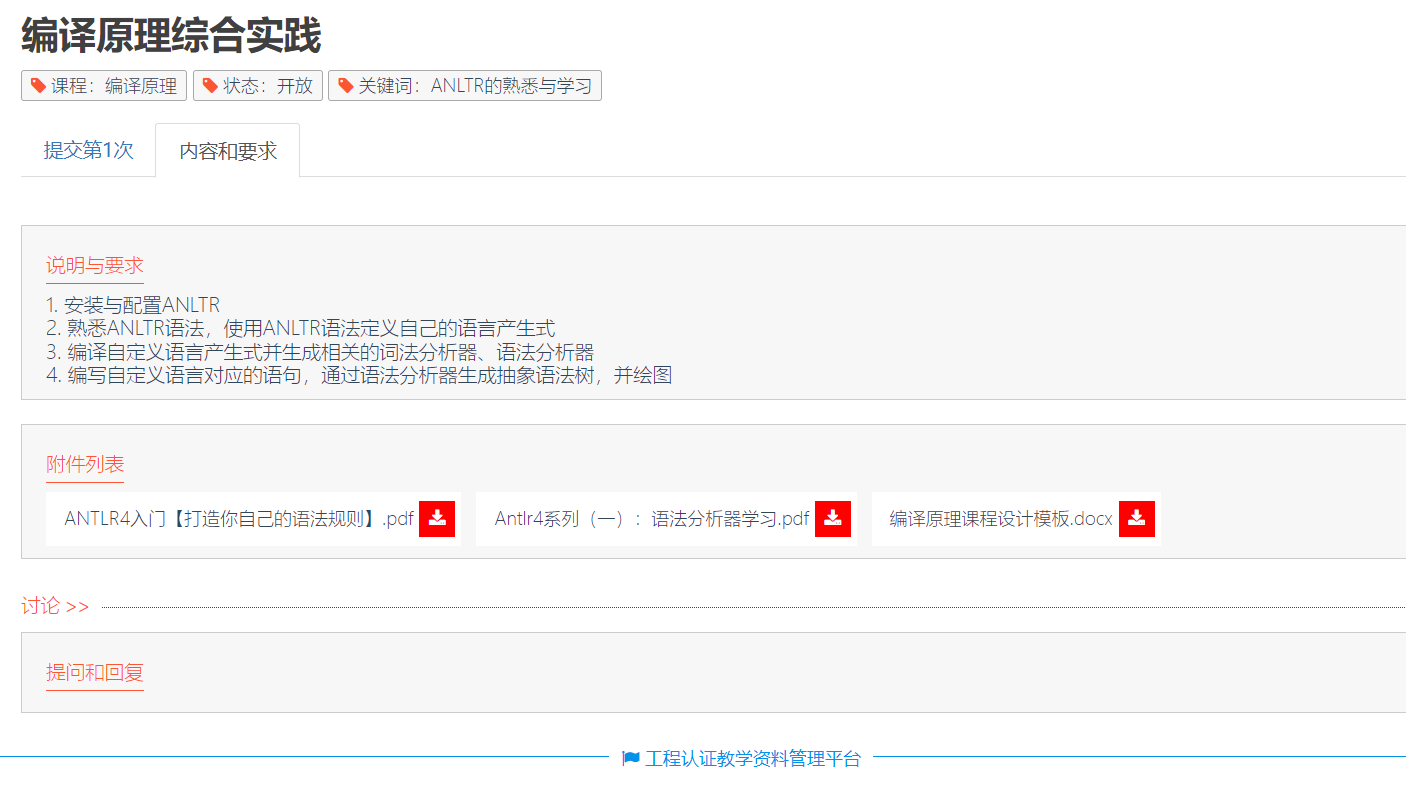 编译原理综合实践
课程：编译原理 状态：开放 关键词：ANLTR的熟悉与学习
提交第1次 内容和要求
说明与要求
1. 安装与配置ANLTR
2. 熟悉ANLTR语法，使用ANLTR语法定义自己的语言产生式
3. 编译自定义语言产生式并生成相关的词法分析器、语法分析器
4. 编写自定义语言对应的语句，通过语法分析器生成抽象语法树，并绘图
附件列表
ANTLR4入门【打造你自己的语法规则】.pdf Antlr4系列（一）：语法分析器学习.pdf 编译原理课程设计模板.docx
讨论 >>
提问和回复
工程认证教学资料管理平台